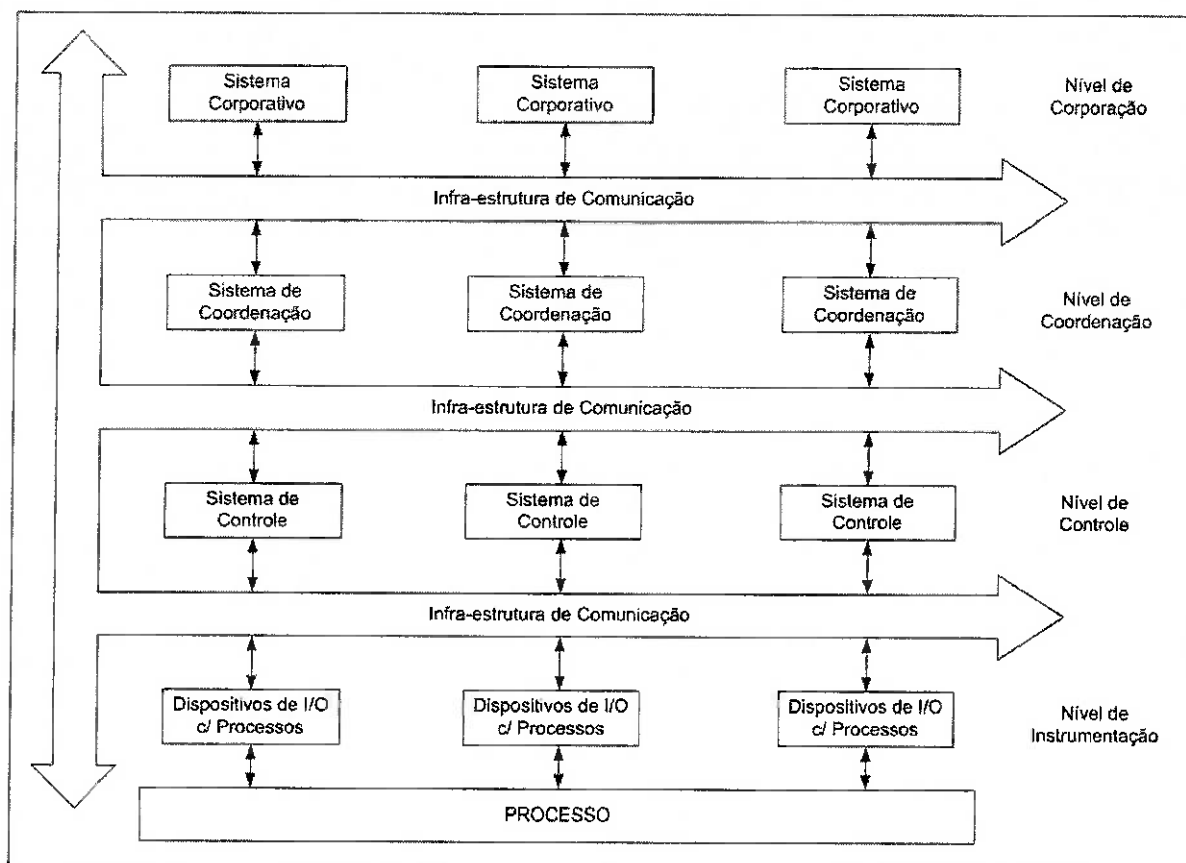 Sistema
Corporativo
Sistema
Corporativo
Sistema
Corporativo
Nível de
Corporação
Infra-estrutura de Comunicação
Sistema de
Coordenação
Sistema de
Coordenação
Sistema de
Coordenação
Nível de
Coordenação
Infra-estrutura de Comunicação
Sistema de
Controle
Sistema de
Controle
Sistema de
Controle
Nível de
Controle
Infra-estrutura de Comunicação
Dispositivos de I/O
c/ Processos
Dispositivos de I/O
c/ Processos
Dispositivos de I/O
c/ Processos
Nível de
Instrumentação
PROCESSO